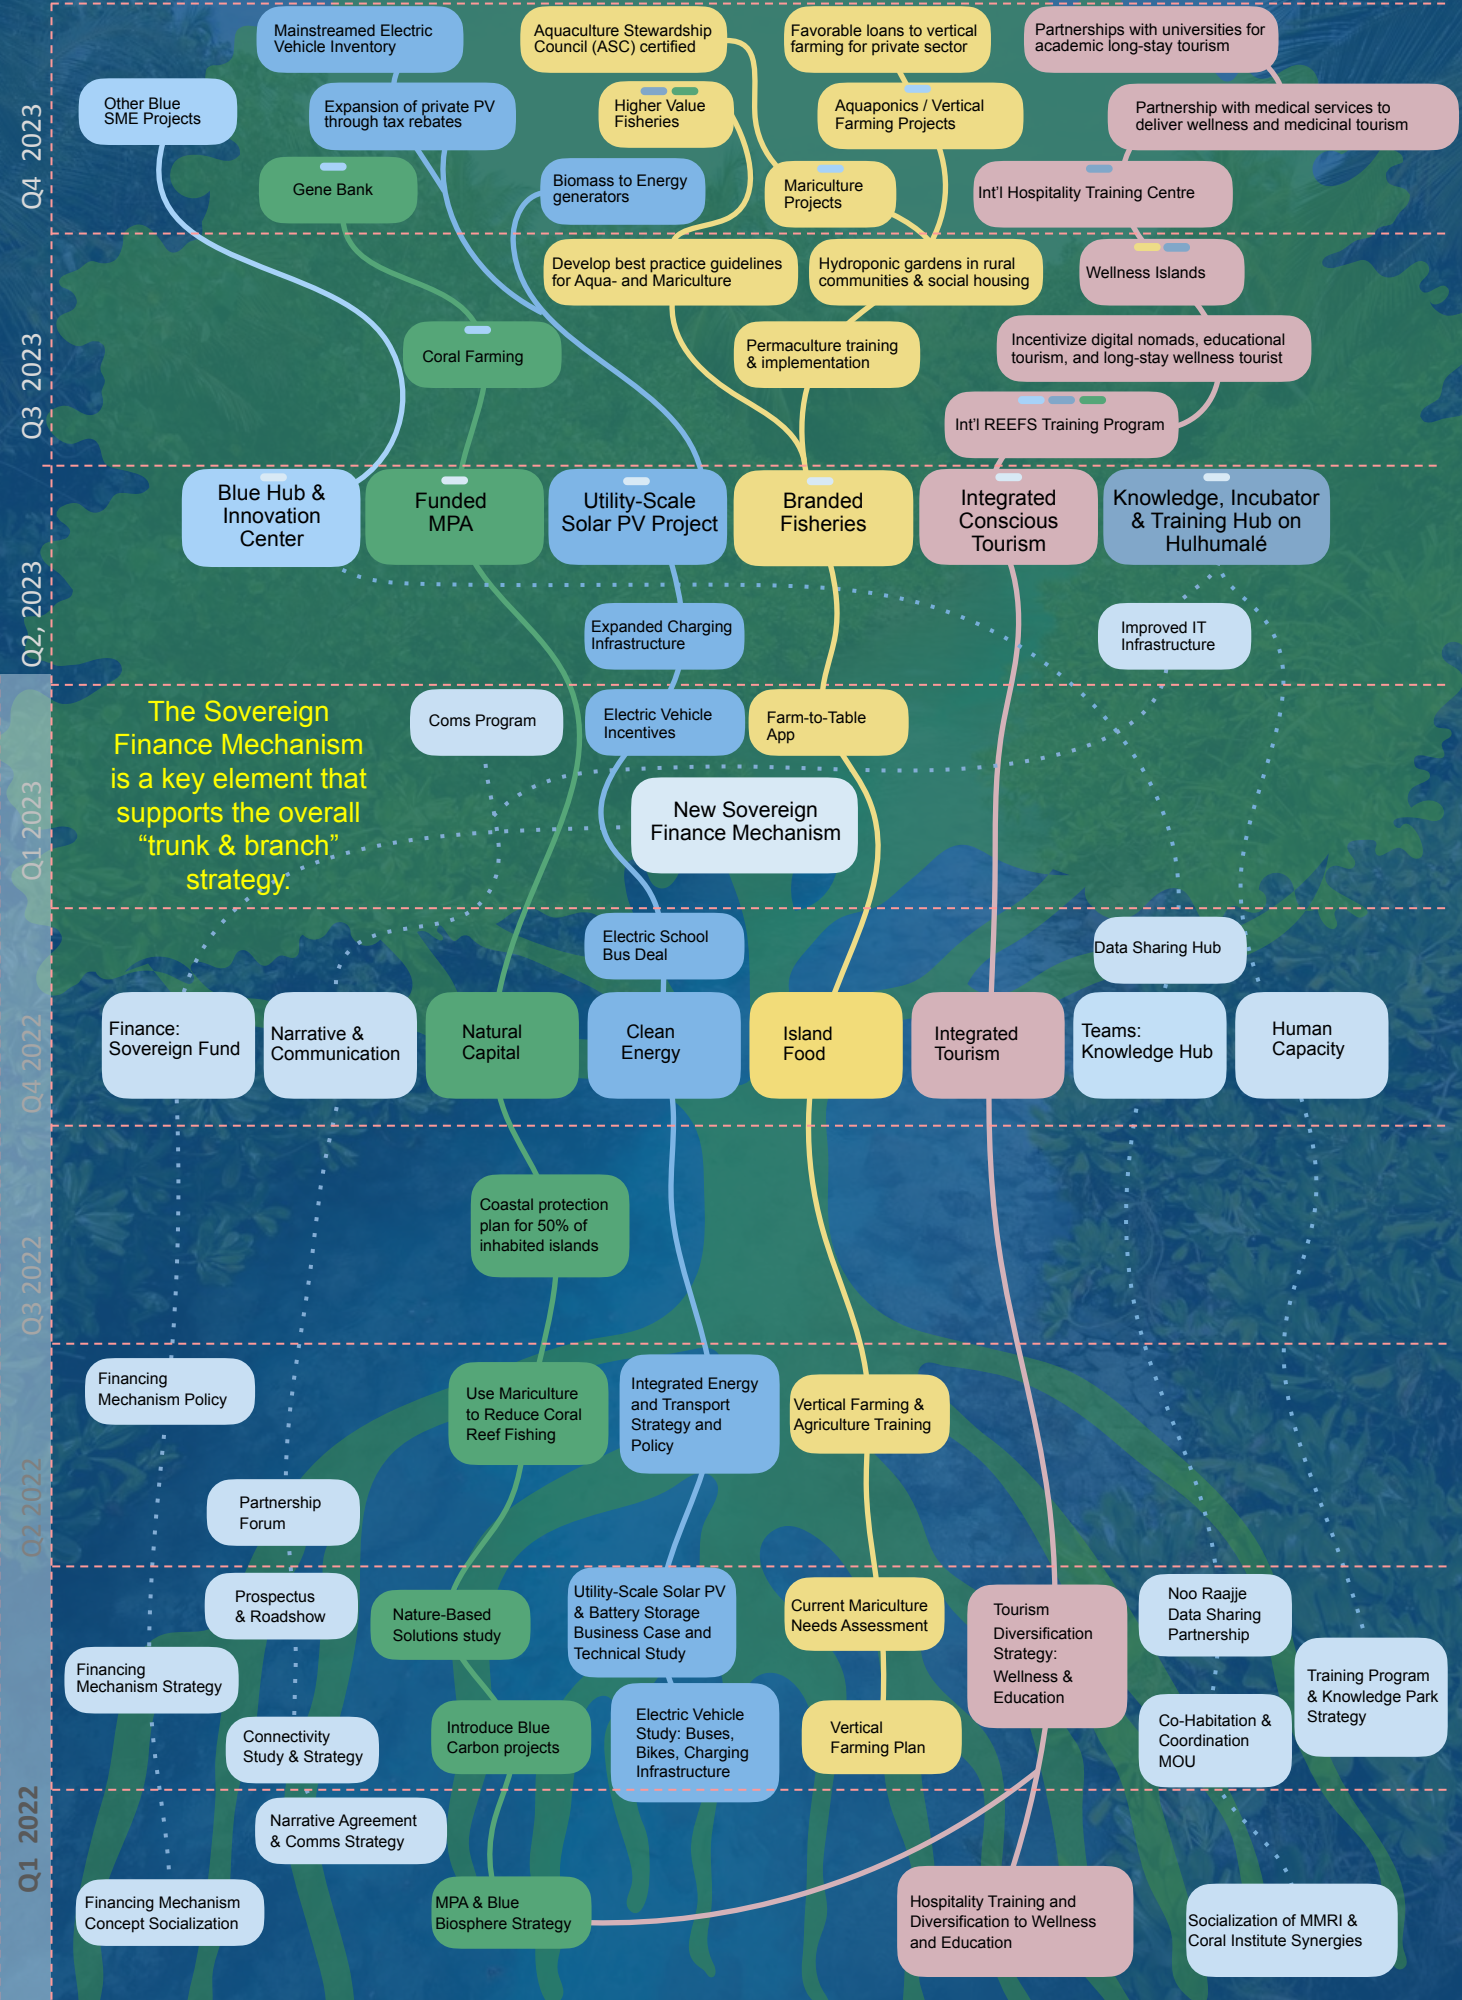 Mainstreamed Electric
Vehicle Inventory
Aquaculture Stewardship
Council (ASC) certified
Favorable loans to vertical
farming for private sector
Partnerships with universities for
academic long-stay tourism
Q4 2023
Other Blue
SME Projects
Expansion of private PV
through tax rebates
Higher Value
Fisheries
Aquaponics / Vertical
Farming Projects
Partnership with medical services to
deliver wellness and medicinal tourism
Gene Bank
Biomass to Energy
generators
Mariculture
Projects
Int’l Hospitality Training Centre
Q3 2023
Develop best practice guidelines
for Aqua- and Mariculture
Hydroponic gardens in rural
communities & social housing
Wellness Islands
Coral Farming
Permaculture training
& implementation
Incentivize digital nomads, educational
tourism, and long-stay wellness tourist
Int’l REEFS Training Program
Q2, 2023
Blue Hub &
Innovation
Center
Funded
MPA
Utility-Scale
Solar PV Project
Branded
Fisheries
Integrated
Conscious
Tourism
Knowledge, Incubator
& Training Hub on
Hulhumalé
Expanded Charging
Infrastructure
Improved IT
Infrastructure
Q1 2023
The Sovereign
Finance Mechanism
is a key element that
supports the overall
“trunk & branch”
strategy.
Coms Program
Electric Vehicle
Incentives
Farm-to-Table
App
New Sovereign
Finance Mechanism
Q4 2022
Electric School
Bus Deal
Data Sharing Hub
Finance:
Sovereign Fund
Narrative &
Communication
Natural
Capital
Clean
Energy
Island
Food
Integrated
Tourism
Teams:
Knowledge Hub
Human
Capacity
Q3 2022
Coastal protection
plan for 50% of
inhabited islands
Q2 2022
Financing
Mechanism Policy
Use Mariculture
to Reduce Coral
Reef Fishing
Integrated Energy
and Transport
Strategy and
Policy
Vertical Farming &
Agriculture Training
Partnership
Forum
Q1 2022
Prospectus
& Roadshow
Nature-Based
Solutions study
Utility-Scale Solar PV
& Battery Storage
Business Case and
Technical Study
Current Mariculture
Needs Assessment
Tourism
Diversification
Strategy:
Wellness &
Education
Noo Raajje
Data Sharing
Partnership
Financing
Mechanism Strategy
Training Program
& Knowledge Park
Strategy
Connectivity
Study & Strategy
Introduce Blue
Carbon projects
Electric Vehicle
Study: Buses,
Bikes, Charging
Infrastructure
Vertical
Farming Plan
Co-Habitation &
Coordination
MOU
Narrative Agreement
& Comms Strategy
Financing Mechanism
Concept Socialization
MPA & Blue
Biosphere Strategy
Hospitality Training and
Diversification to Wellness
and Education
Socialization of MMRI &
Coral Institute Synergies